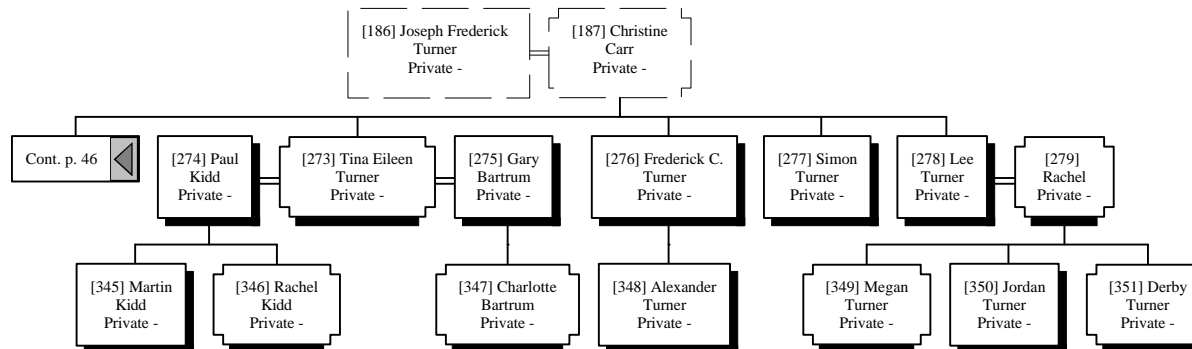 [186] Joseph Frederick
Turner
Private -
[187] Christine
Carr
Private -
Cont. p. 46
[274] Paul
Kidd
Private -
[273] Tina Eileen
Turner
Private -
[275] Gary
Bartrum
Private -
[276] Frederick C.
Turner
Private -
[277] Simon
Turner
Private -
[278] Lee
Turner
Private -
[279]
Rachel
Private -
[345] Martin
Kidd
Private -
[346] Rachel
Kidd
Private -
[347] Charlotte
Bartrum
Private -
[348] Alexander
Turner
Private -
[349] Megan
Turner
Private -
[350] Jordan
Turner
Private -
[351] Derby
Turner
Private -